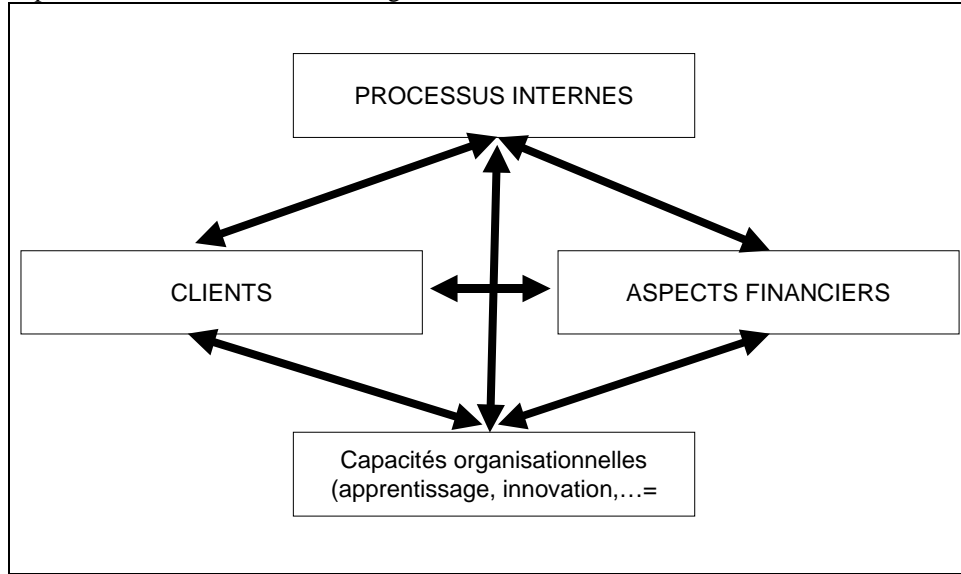 PROCESSUS INTERNES
CLIENTS
ASPECTS FINANCIERS
Capacités organisationnelles
(apprentissage, innovation,…=